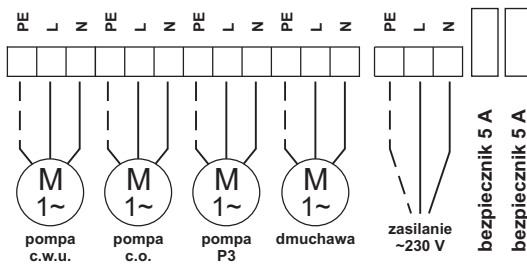 PE L N PE L N PE L N PE L N PE L N
M
1~
M
1~
M
1~
M
1~
pompa
c.w.u.
pompa
c.o.
pompa
P3
dmuchawa
zasilanie
~230 V
bezpiecznik 5 A
bezpiecznik 5 A